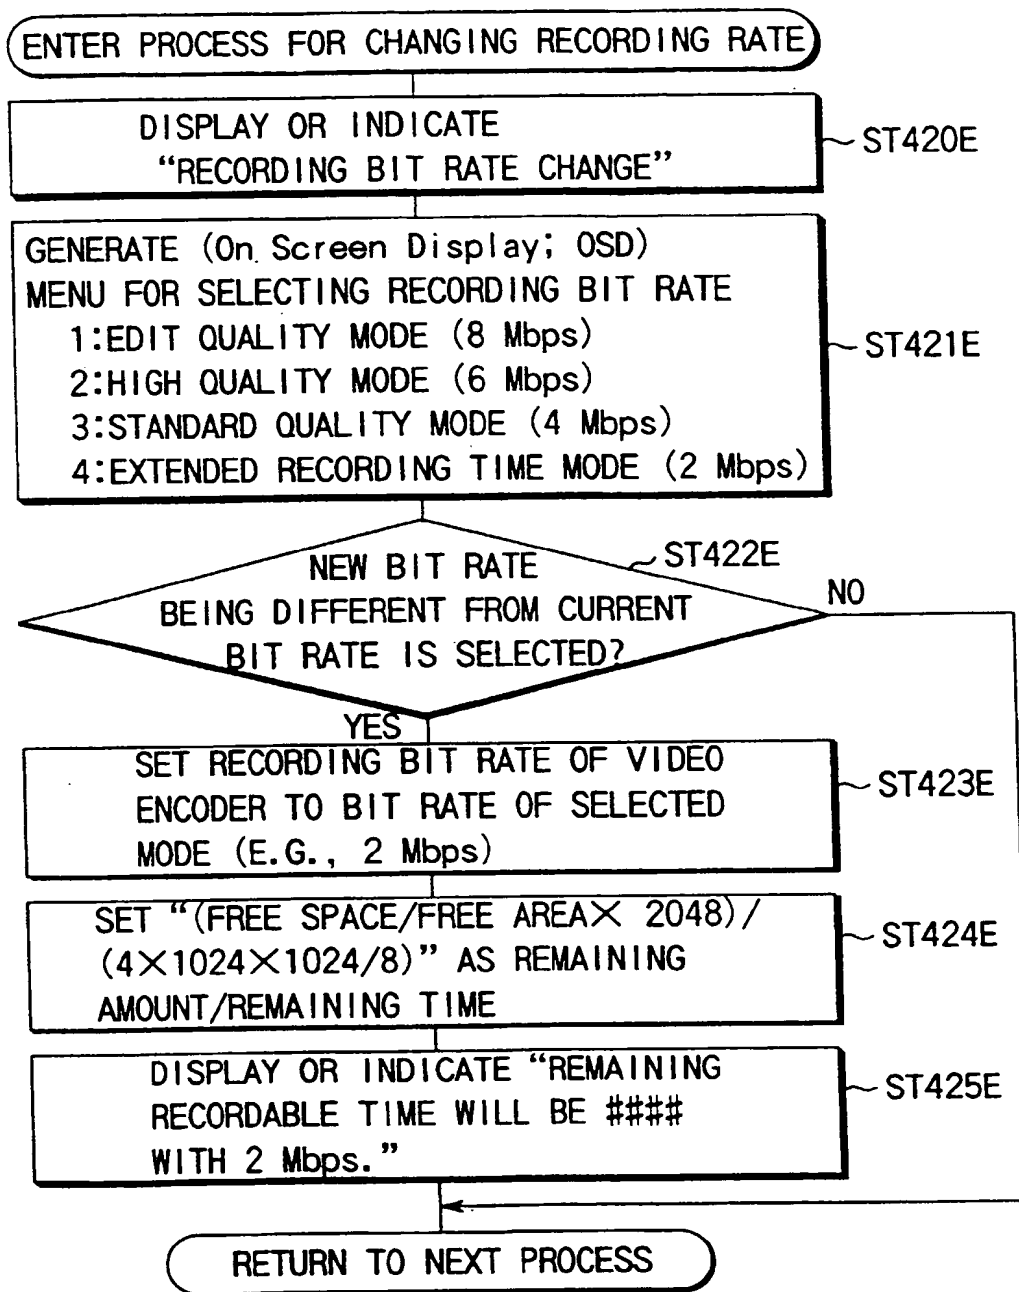 ENTER PROCESS FOR CHANGING RECORDING RATE
DISPLAY OR INDICATE
“RECORDING BIT RATE CHANGE”
ST420E
GENERATE (On Screen Display; OSD)
MENU FOR SELECTING RECORDING BIT RATE
1:EDIT QUALITY MODE (8 Mbps)
2:HIGH QUALITY MODE (6 Mbps)
3:STANDARD QUALITY MODE (4 Mbps)
4:EXTENDED RECORDING TIME MODE (2 Mbps)
ST421E
NEW BIT RATE
BEING DIFFERENT FROM CURRENT
BIT RATE IS SELECTED?
ST422E
NO
YES
SET RECORDING BIT RATE OF VIDEO
ENCODER TO BIT RATE OF SELECTED
MODE (E.G., 2 Mbps)
ST423E
SET “(FREE SPACE/FREE AREA× 2048)/
(4×1024×1024/8)” AS REMAINING
AMOUNT/REMAINING TIME
ST424E
DISPLAY OR INDICATE “REMAINING
RECORDABLE TIME WILL BE ####
WITH 2 Mbps.”
ST425E
RETURN TO NEXT PROCESS